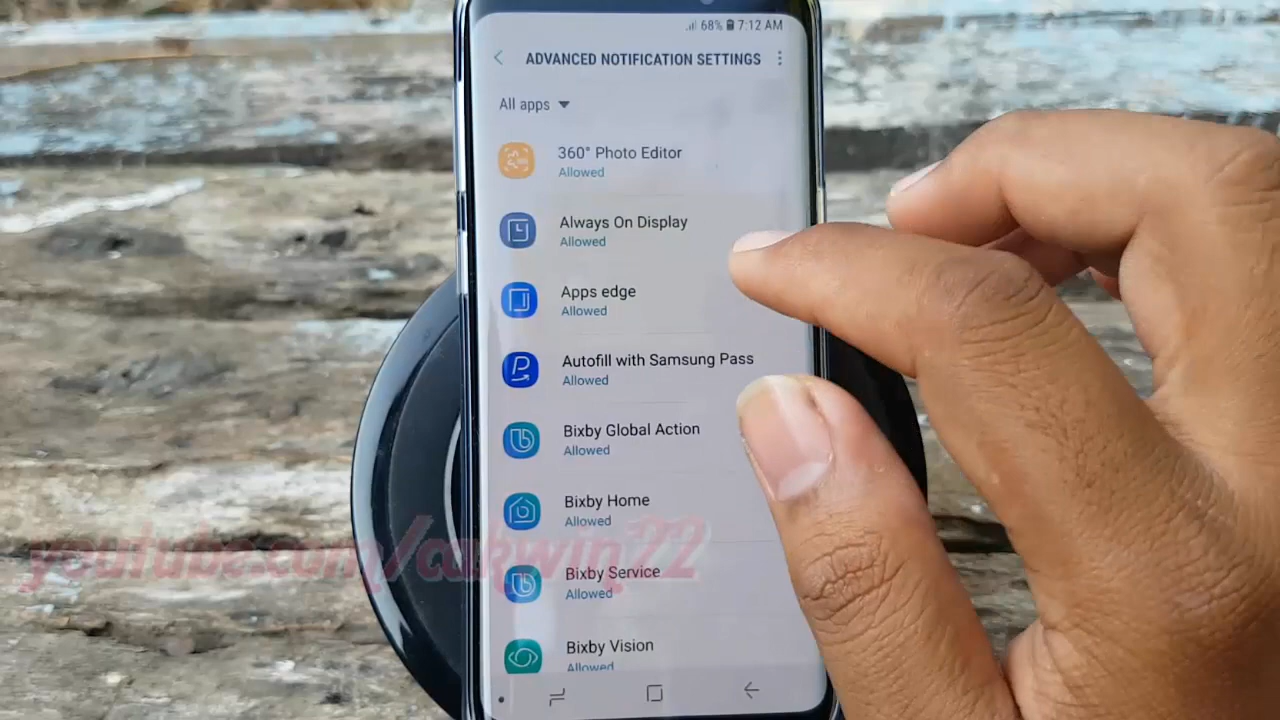 68% 7:12 AM
ADVANCED NOTIFICATION SETTINGS
All apps
360° Photo Editor
Allowed
Always On Display
Allowed
Apps edge
Allowed
Autofill with Samsung Pass
Allowed
Bixby Global Action
Allowed
Bixby Home
Allowed
youtube.com/cakwin22
Bixby Service
Allowed
Bixby Vision
Allowed